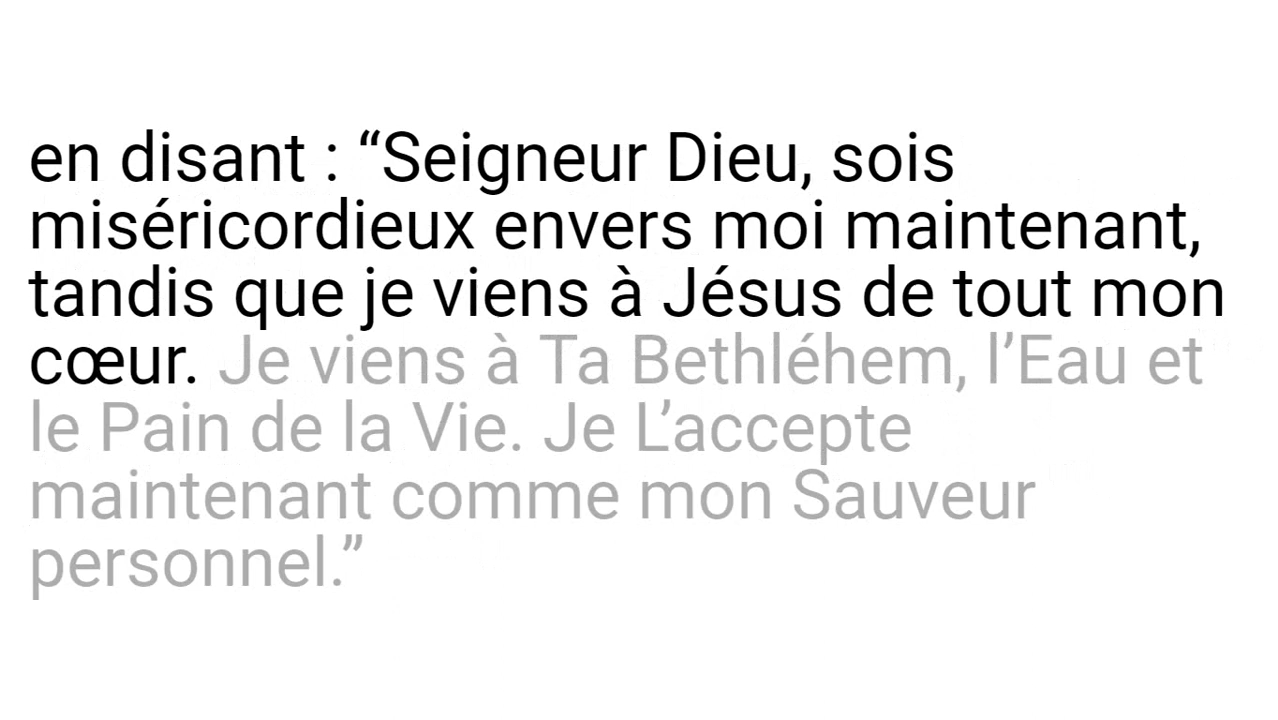 en disant : “Seigneur Dieu, sois
miséricordieux envers moi maintenant,
tandis que je viens à Jésus de tout mon
cœur. Je viens à Ta Bethléhem, l’Eau et
le Pain de la Vie. Je L’accepte
maintenant comme mon Sauveur
personnel.”